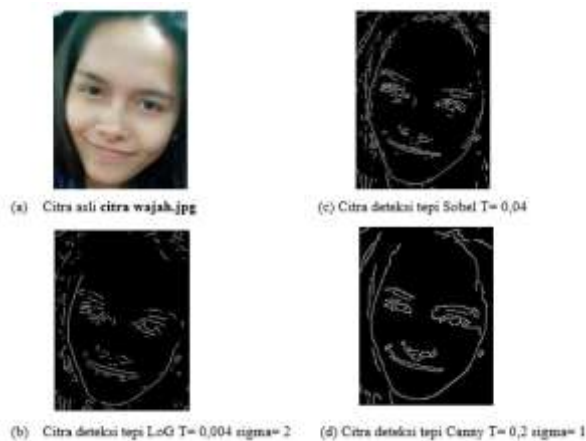 (a) Citra asli citra wajah.jpg
(c) Citra deteksi tepi Sobel T= 0,04
(b) Citra deteksi tepi LoG T= 0,004 sigma= 2
(d) Citra deteksi tepi Canny T= 0,2 sigma= 1